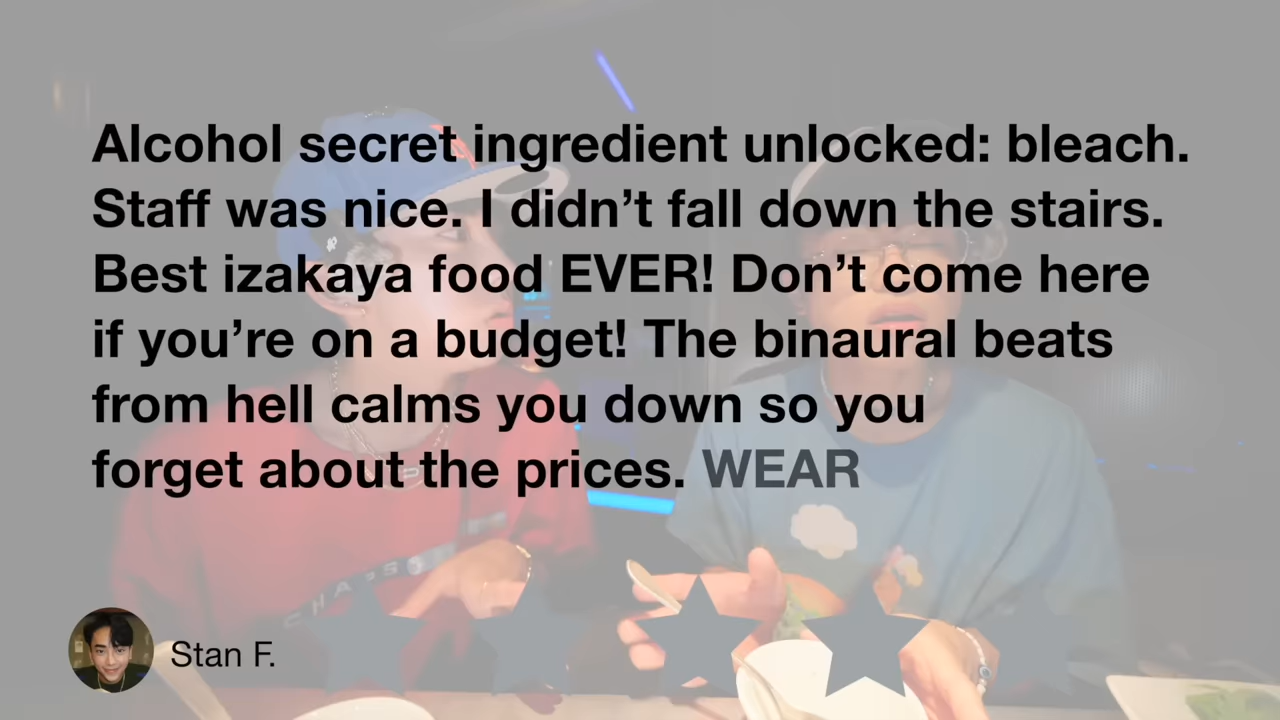 Alcohol secret ingredient unlocked: bleach.
Staff was nice. I didn’t fall down the stairs.
Best izakaya food EVER! Don’t come here
if you’re on a budget! The binaural beats
from hell calms you down so you
forget about the prices. WEAR
CHAPS
Stan F.